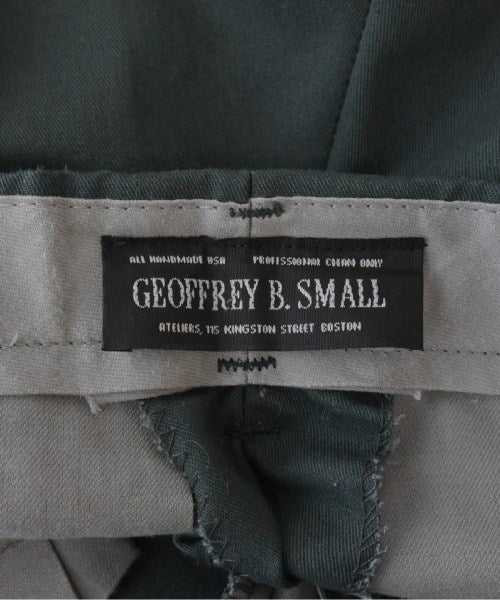 ALL HANDMADE USA PROFESSIONAL CLEAN ONLY
GEOFFREY B. SMALL
ATELIERS, 115 KINGSTON STREET BOSTON